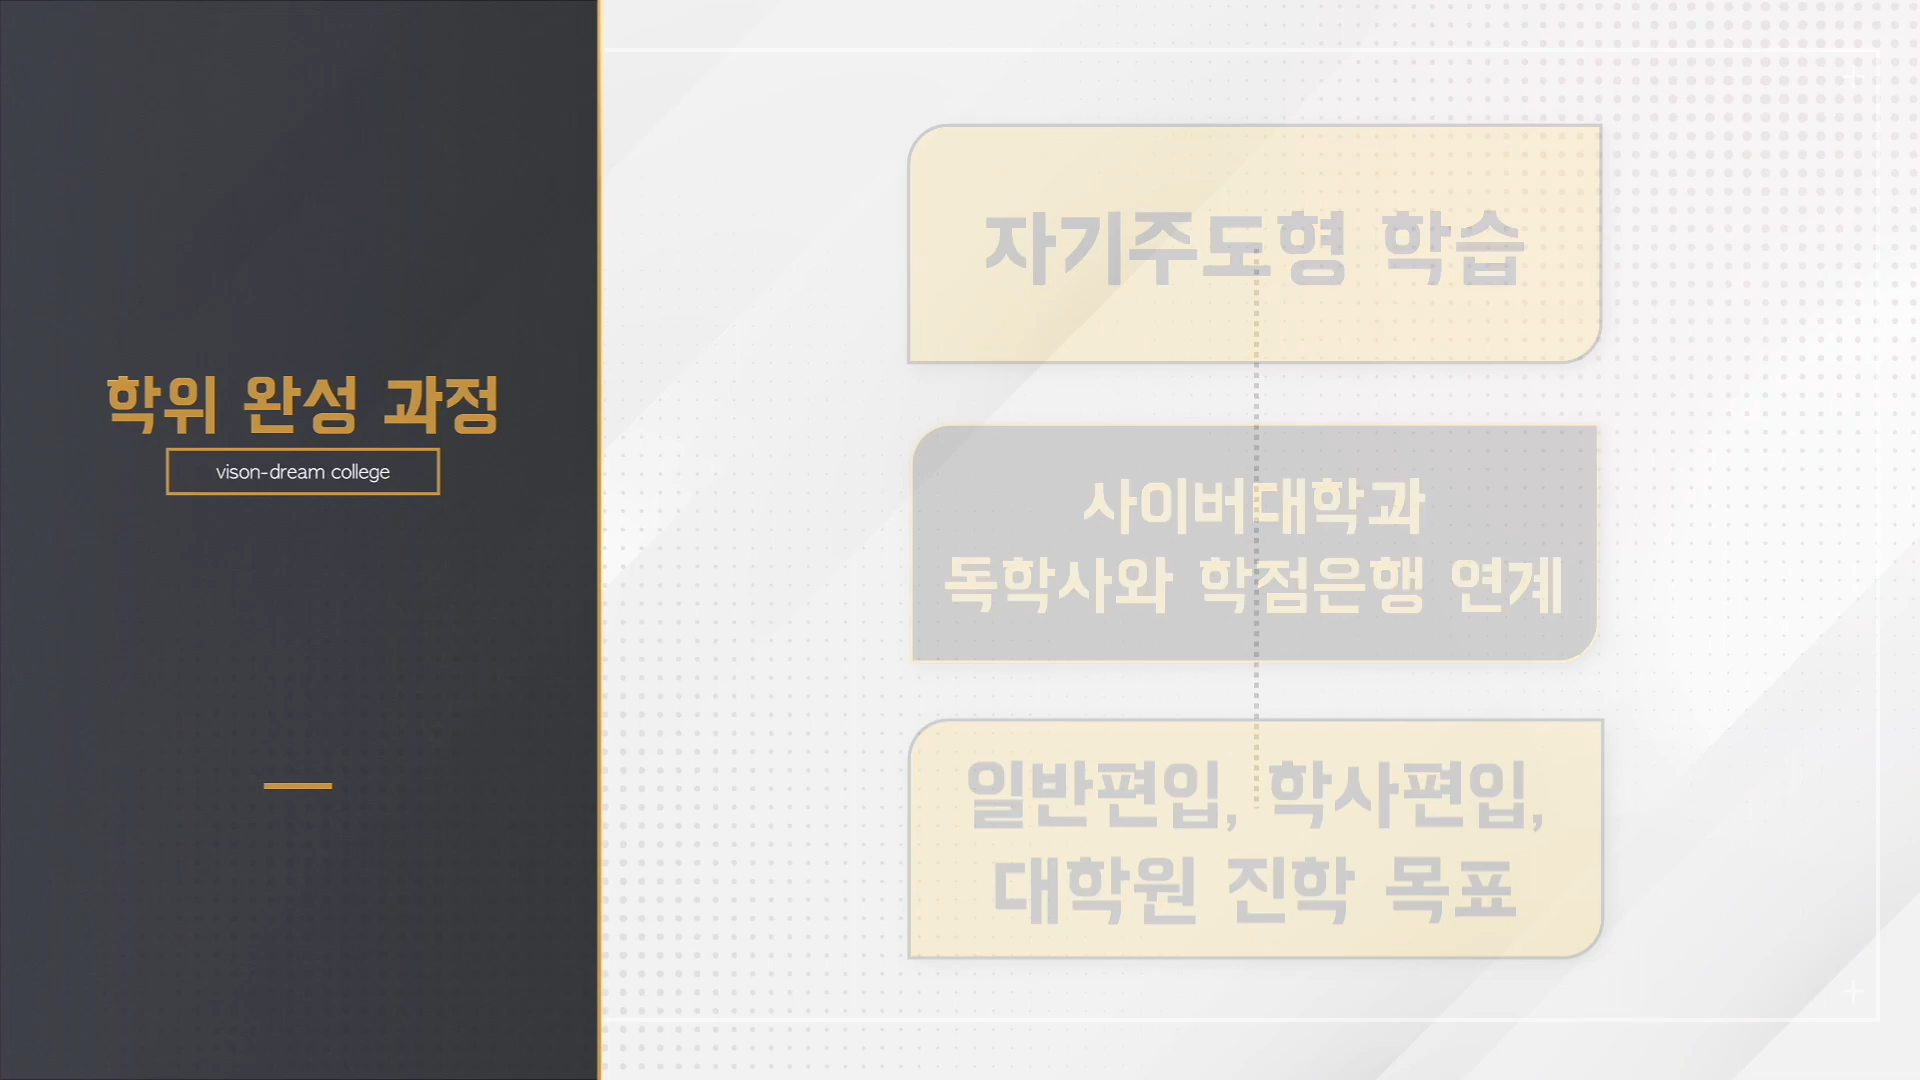 학위 완성 과정
vison-dream college
자기주도형 학습
사이버대학과
독학사와 학점은행 연계
일반편입, 학사편입,
대학원 진학 목표